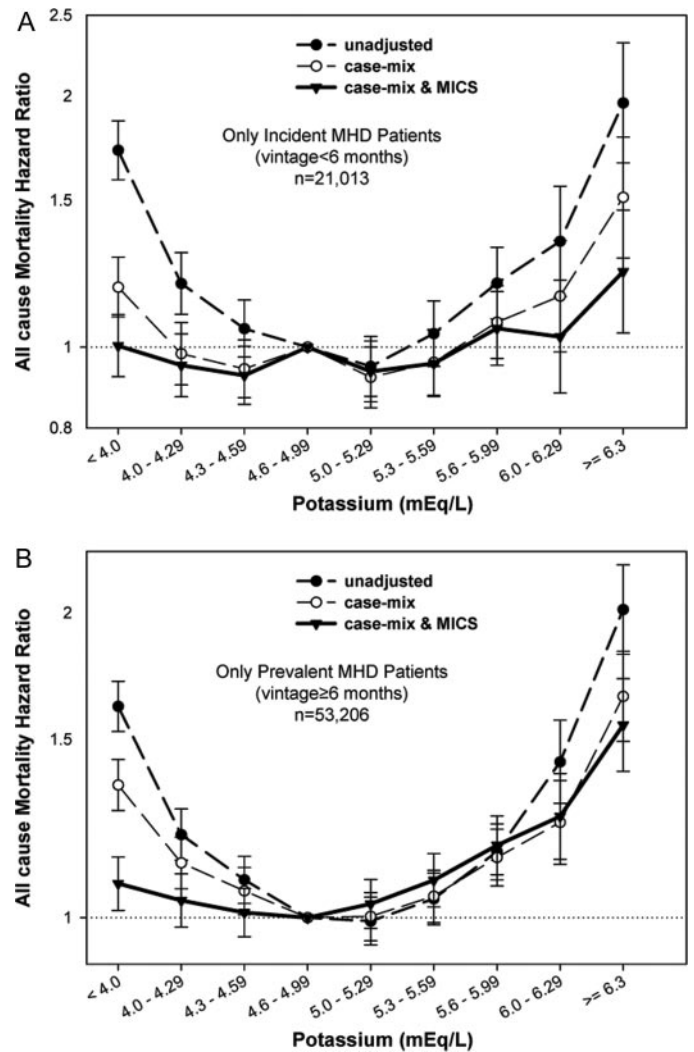 A
2.5
2
1.5
1
0.8
All cause Mortality Hazard Ratio
unadjusted
case-mix
case-mix & MICS
Only Incident MHD Patients
(vintage<6 months)
n=21,013
< 4.0
4.0 - 4.29
4.3 - 4.59
4.6 - 4.99
5.0 - 5.29
5.3 - 5.59
5.6 - 5.99
6.0 - 6.29
>= 6.3
Potassium (mEq/L)
B
2
1.5
1
All cause Mortality Hazard Ratio
unadjusted
case-mix
case-mix & MICS
Only Prevalent MHD Patients
(vintage≥6 months)
n=53,206
< 4.0
4.0 - 4.29
4.3 - 4.59
4.6 - 4.99
5.0 - 5.29
5.3 - 5.59
5.6 - 5.99
6.0 - 6.29
>= 6.3
Potassium (mEq/L)